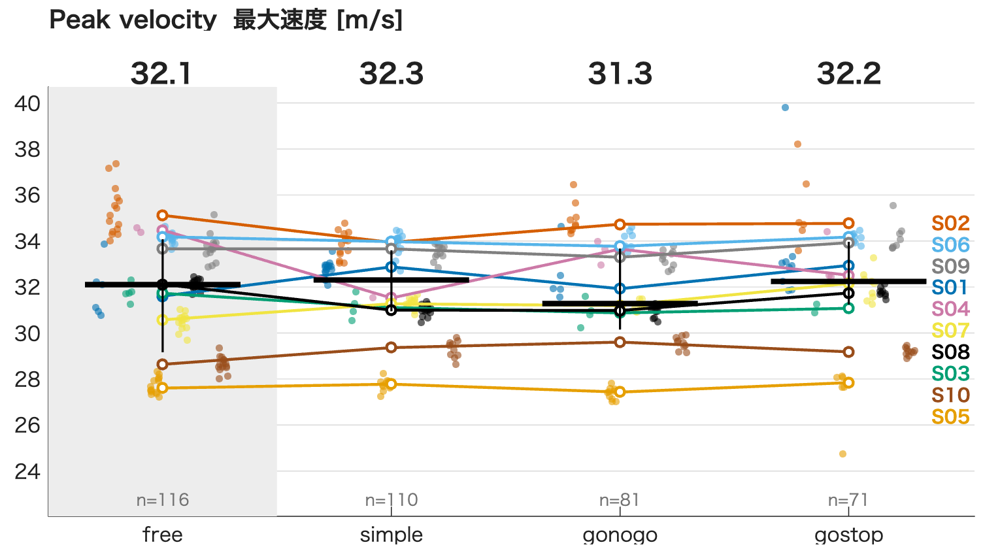 Peak velocity 最大速度 [m/s]
32.1 32.3 31.3 32.2
40
38
36
34
32
30
28
26
24
S02
S06
S09
S01
S04
S07
S08
S03
S10
S05
n=116 n=110 n=81 n=71
free simple gonogo gostop